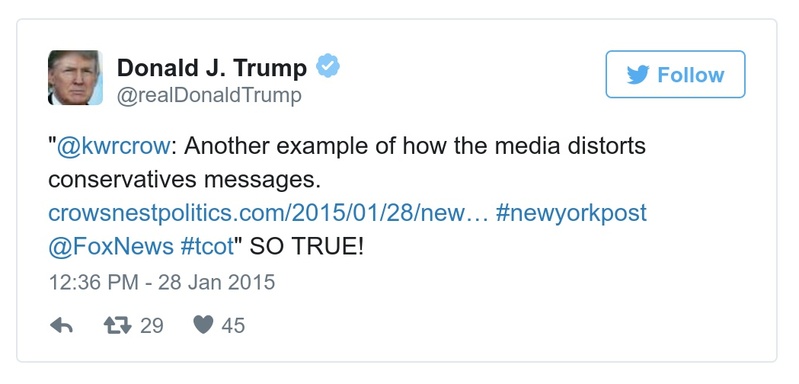 Donald J. Trump
@realDonaldTrump
Follow
"@kwrcrow: Another example of how the media distorts
conservatives messages.
crowsnestpolitics.com/2015/01/28/new… #newyorkpost
@FoxNews #tcot" SO TRUE!
12:36 PM - 28 Jan 2015
29 45